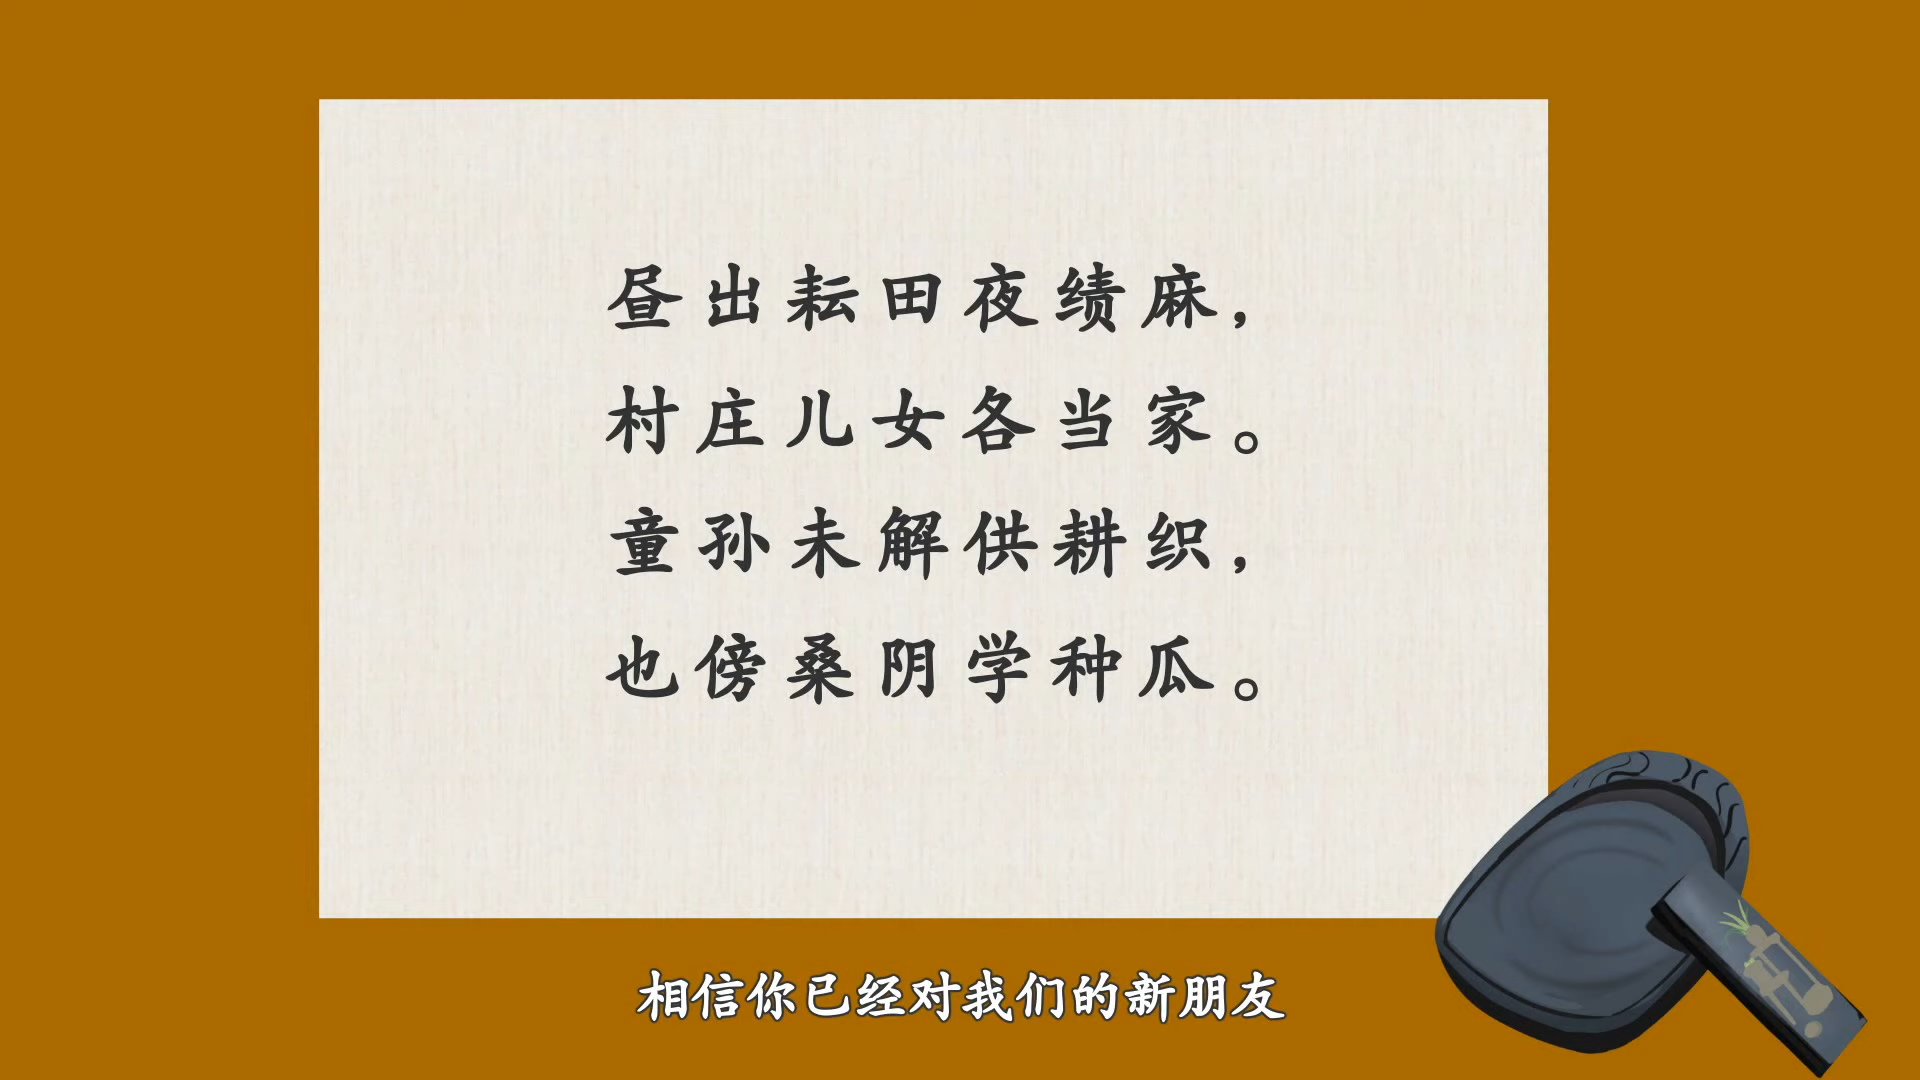 昼出耘田夜绩麻，
村庄儿女各当家。
童孙未解供耕织，
也傍桑阴学种瓜。
相信你已经对我们的新朋友